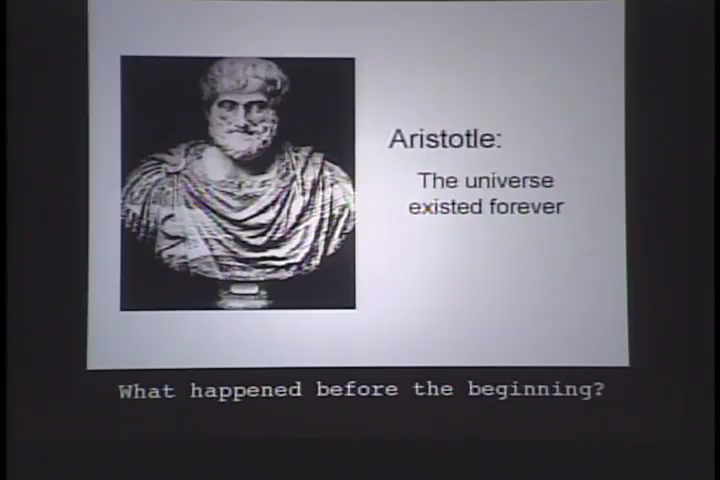 Aristotle:
The universe
existed forever
What happened before the beginning?